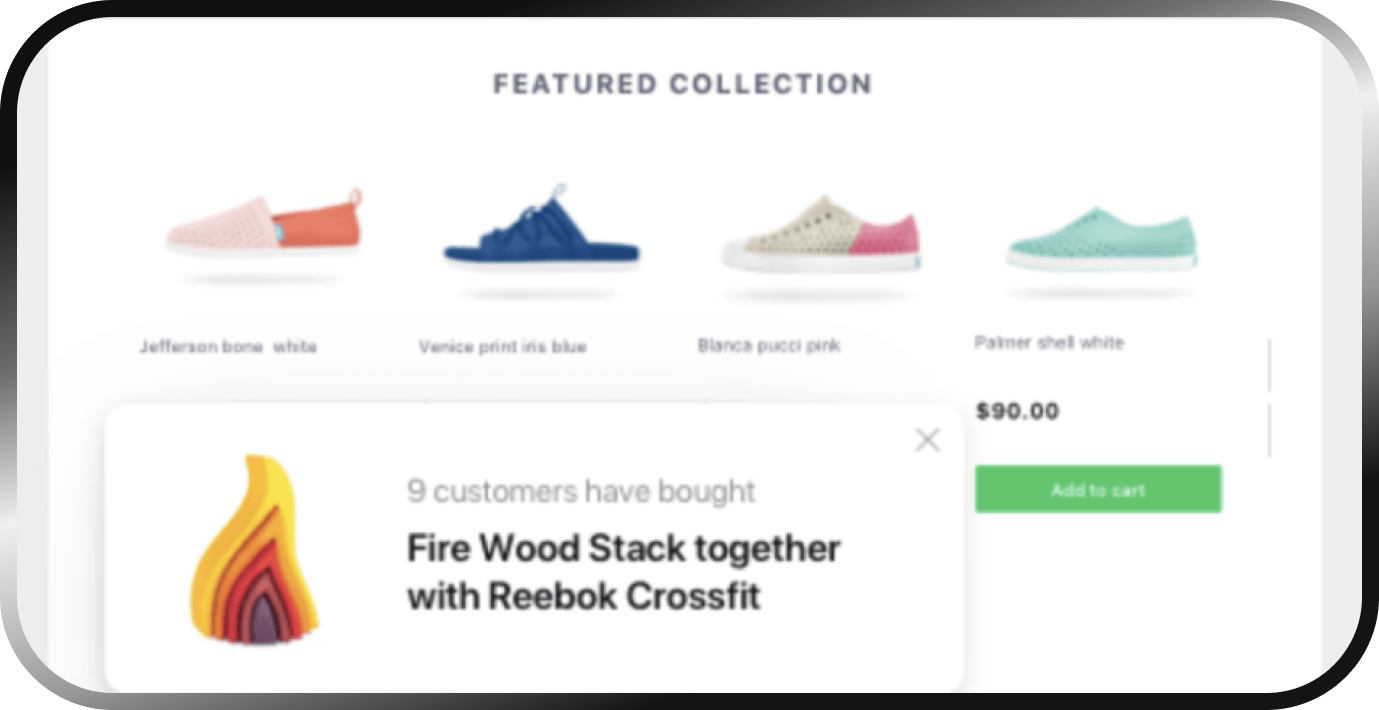 FEATURED COLLECTION
Jefferson bone white
Venice print iris blue
Blanca pucci pink
Palmer shell white
$90.00
Add to cart
9 customers have bought
Fire Wood Stack together
with Reebok Crossfit